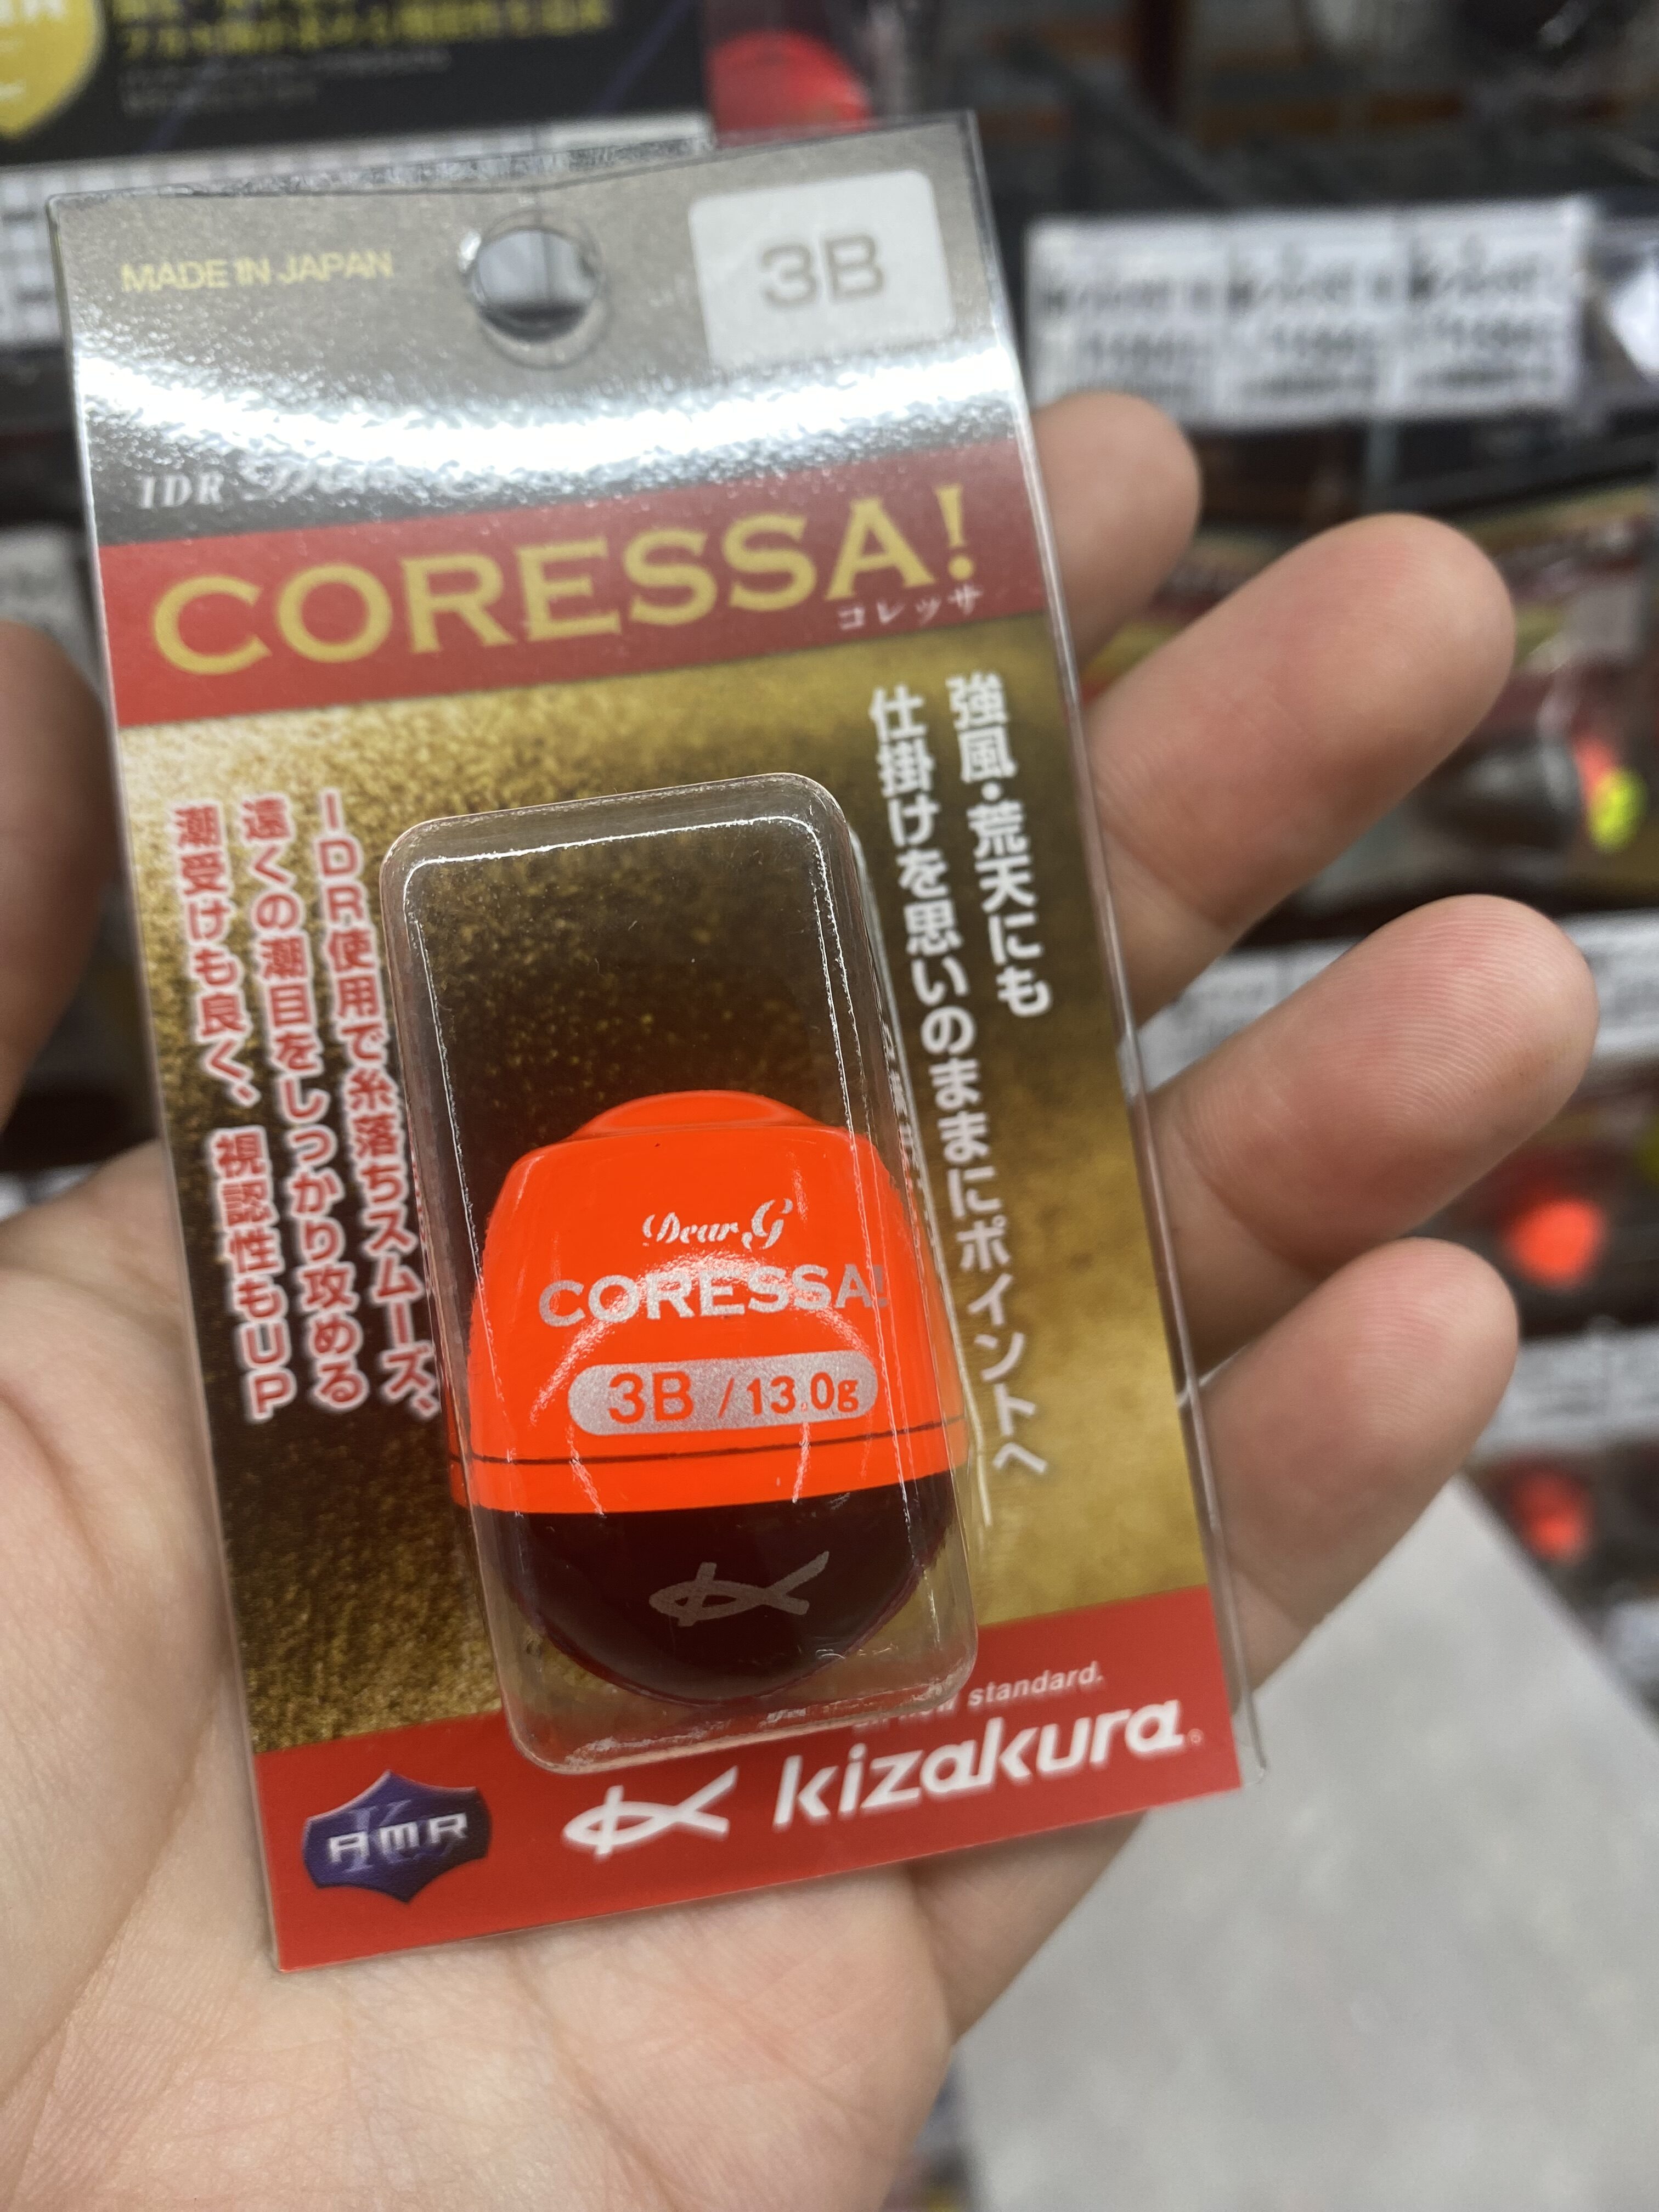 MADE IN JAPAN
3B
IDR
CORESSA!
コレッサ
強風・荒天にも
仕掛けを思いのままにポイントへ
IDR使用で糸落ちスムーズ、
遠くの潮目をしっかり攻める
潮受けも良く、視認性もUP
Dear.G
CORESSA!
3B / 13.0g
standard.
kizakura
AMR